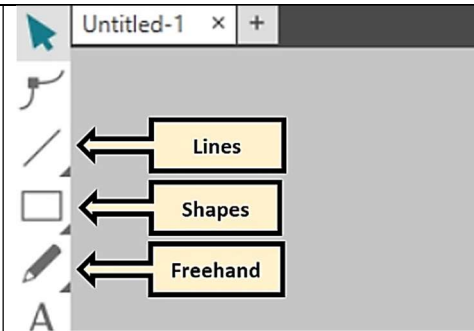 Untitled-1 × +
Lines
Shapes
Freehand
A